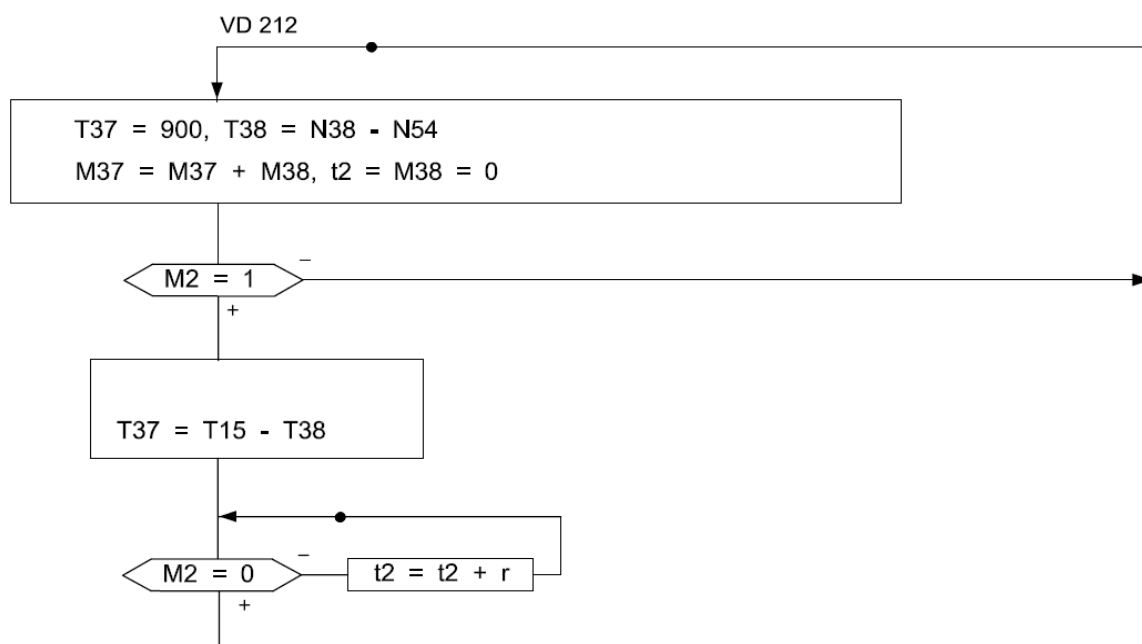 VD 212
T37 = 900, T38 = N38 - N54
M37 = M37 + M38, t2 = M38 = 0
M2 = 1
–
+
T37 = T15 - T38
M2 = 0
–
t2 = t2 + r
+